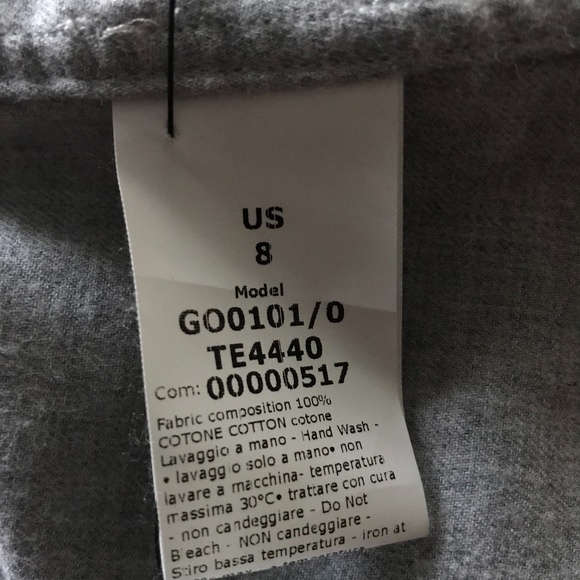 US
8
Model
GO0101/0
TE4440
Com: 00000517
Fabric composition 100%
COTONE COTTON cotone
Lavaggio a mano - Hand Wash -
• lavaggio solo a mano• non
lavare a macchina- temperatura
massima 30°C• trattare con cura
- non candeggiare - Do Not
Bleach - NON candeggiare -
Stiro bassa temperatura - iron at
temperatura